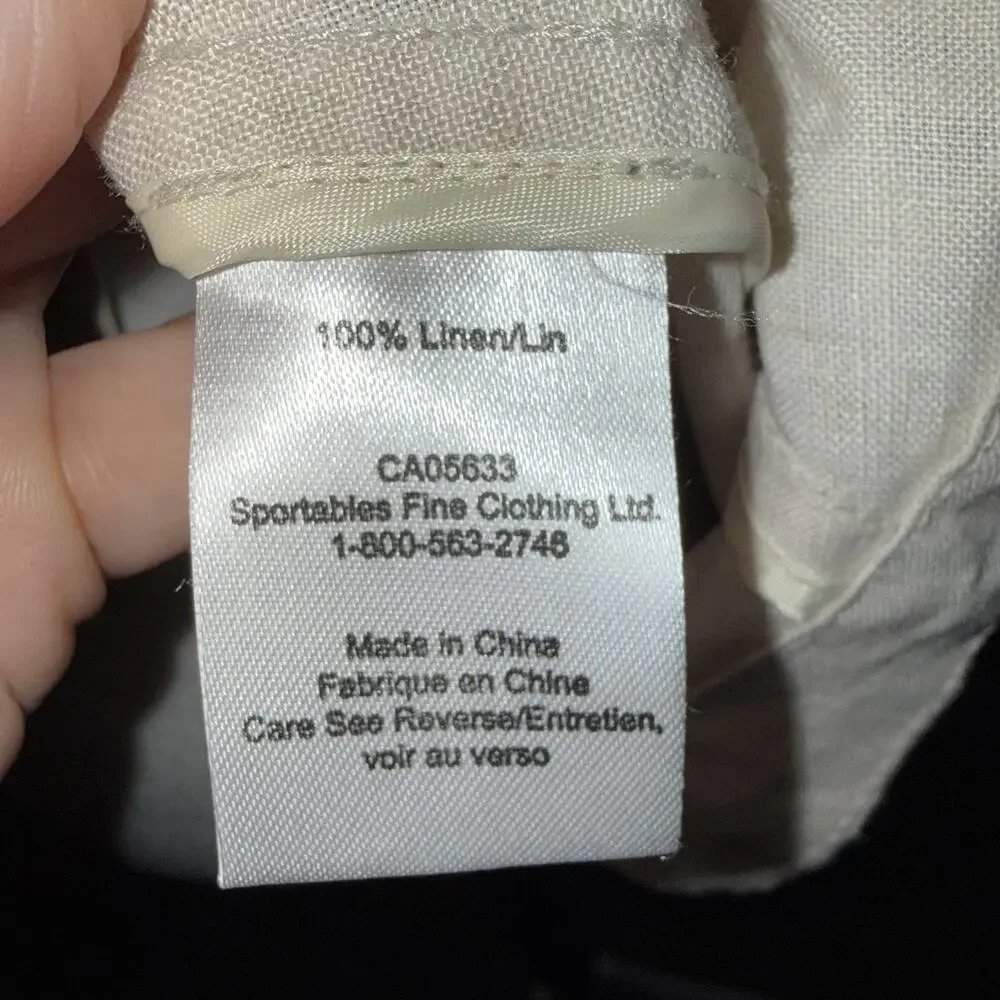 100% Linen/Lin
CA05633
Sportables Fine Clothing Ltd.
1-800-563-2748
Made in China
Fabrique en Chine
Care See Reverse/Entretien,
voir au verso